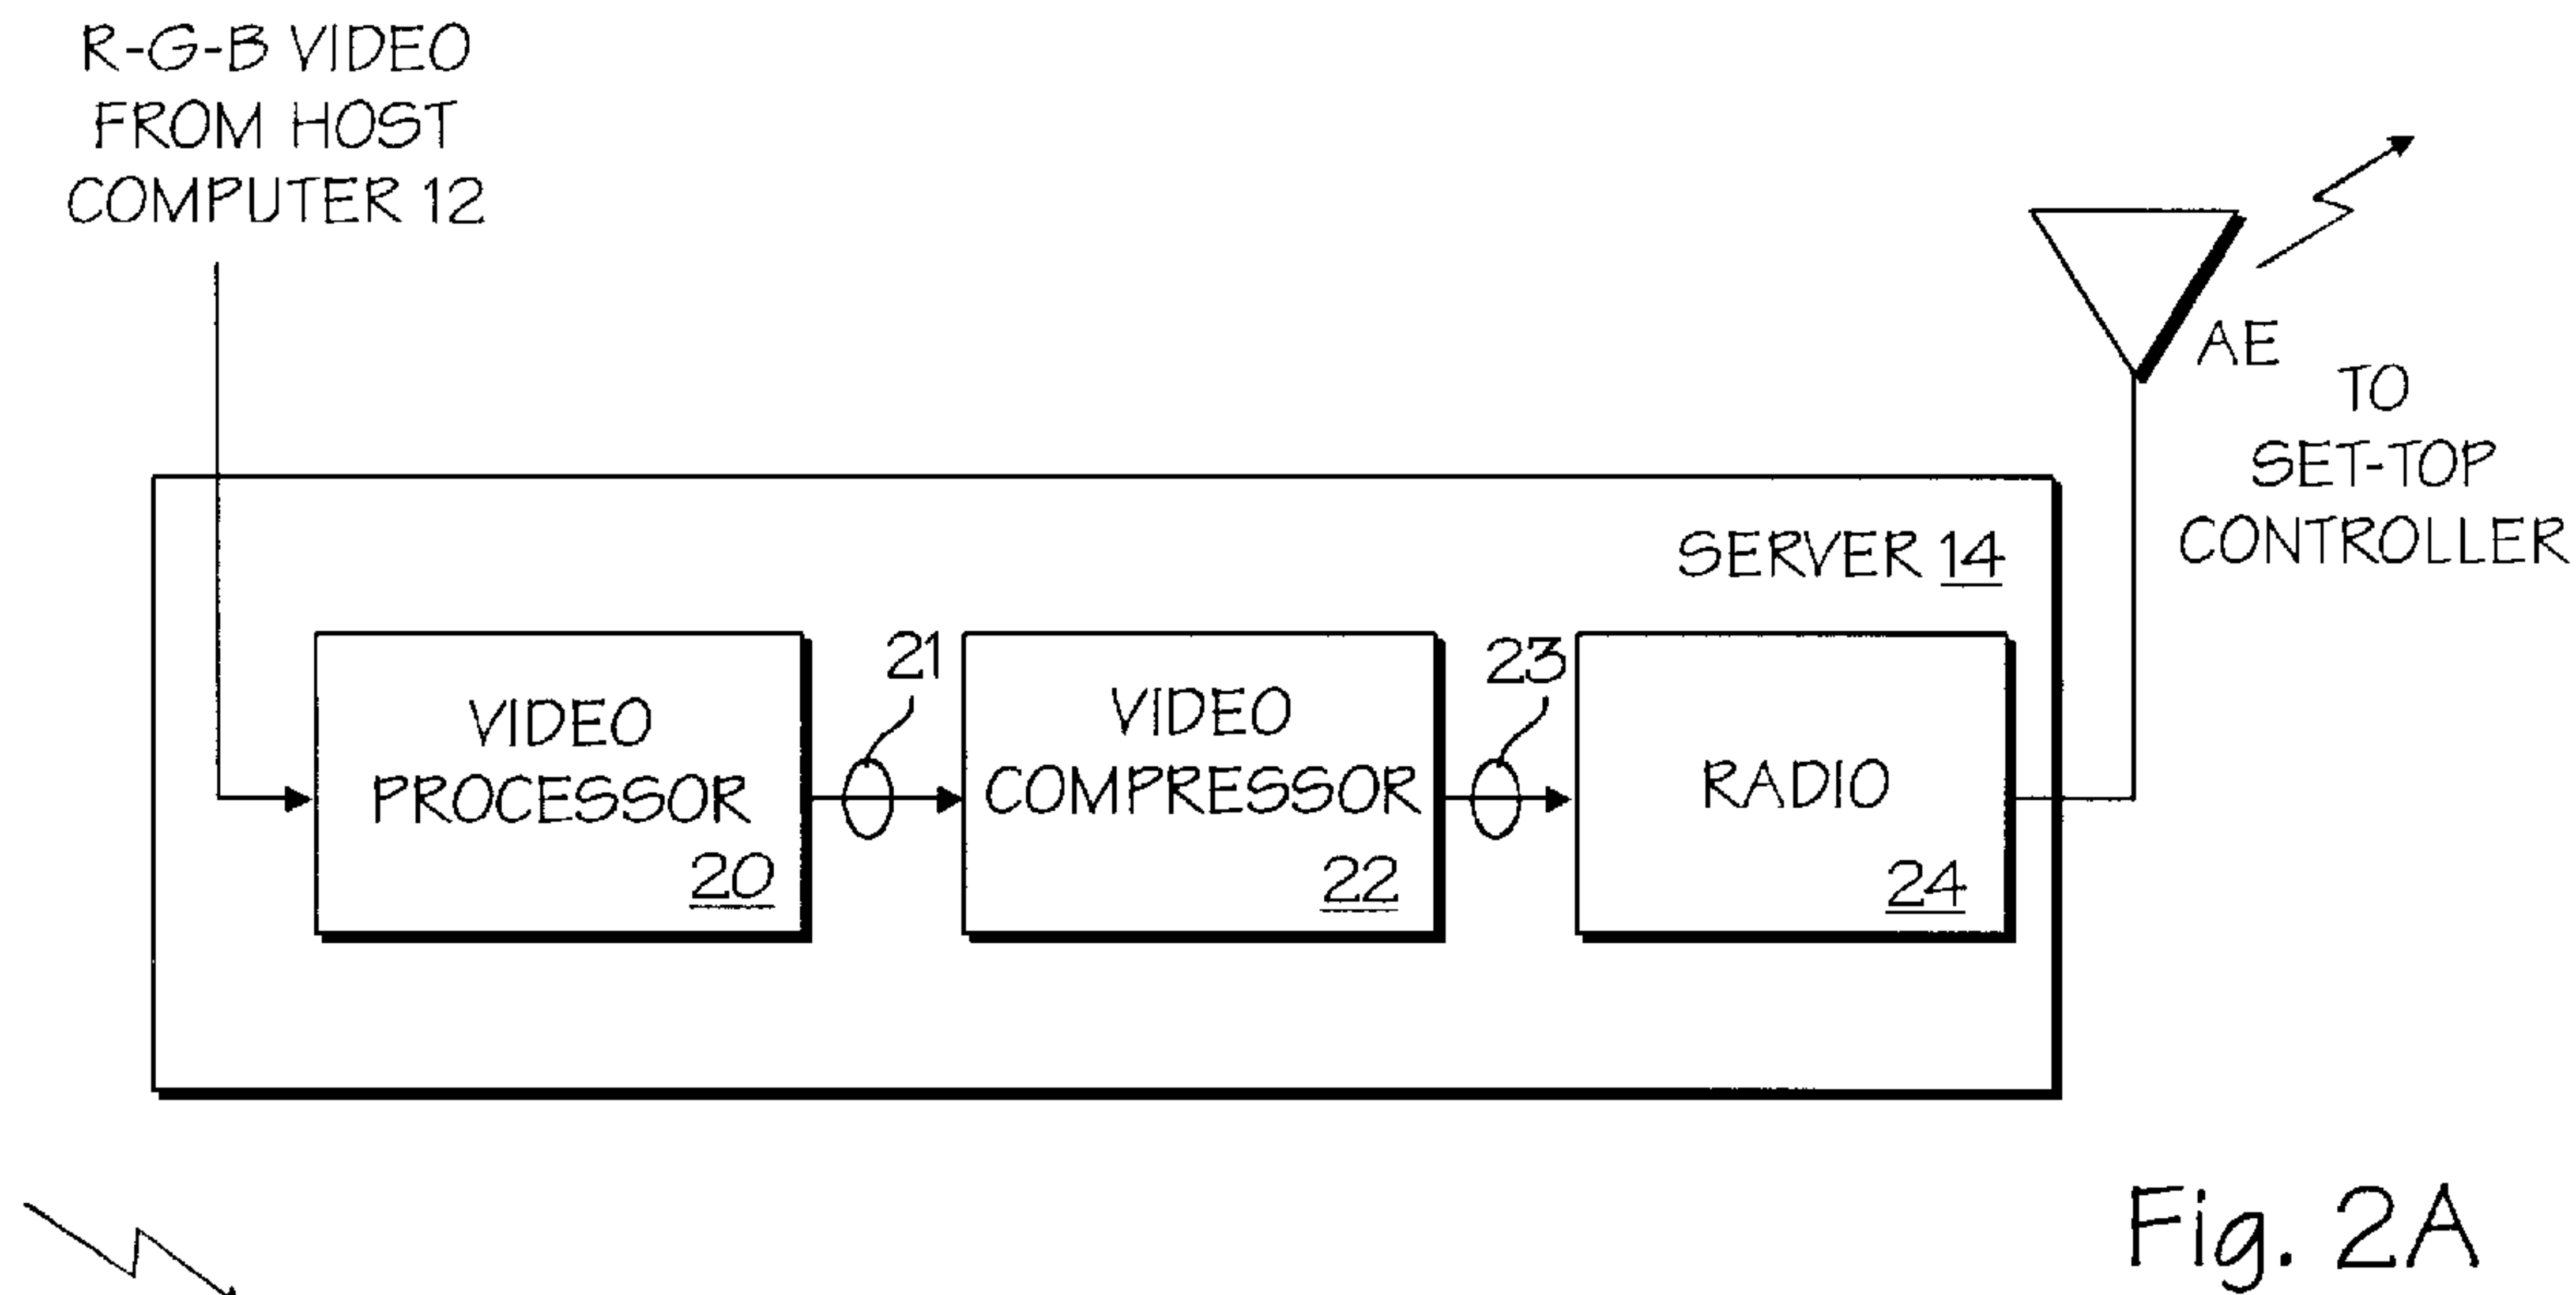 R-G-B VIDEO
FROM HOST
COMPUTER 12
AE
TO
SET-TOP
CONTROLLER
SERVER 14
21
23
VIDEO
PROCESSOR
20
VIDEO
COMPRESSOR
22
RADIO
24
Fig. 2A